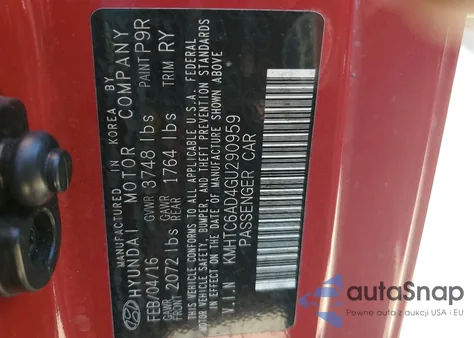 MANUFACTURED IN KOREA BY
HYUNDAI MOTOR COMPANY
FEB/04/16 GVWR 3748 lbs PAINT P9R
GAWR FRONT 2072 lbs GAWR REAR 1764 lbs TRIM RY
THIS VEHICLE CONFORMS TO ALL APPLICABLE U.S.A. FEDERAL
MOTOR VEHICLE SAFETY, BUMPER, AND THEFT PREVENTION STANDARDS
IN EFFECT ON THE DATE OF MANUFACTURE SHOWN ABOVE
V.I.N KMHTC6AD4GU290959
PASSENGER CAR
autoSnap
Pewne auta z aukcji USA i EU